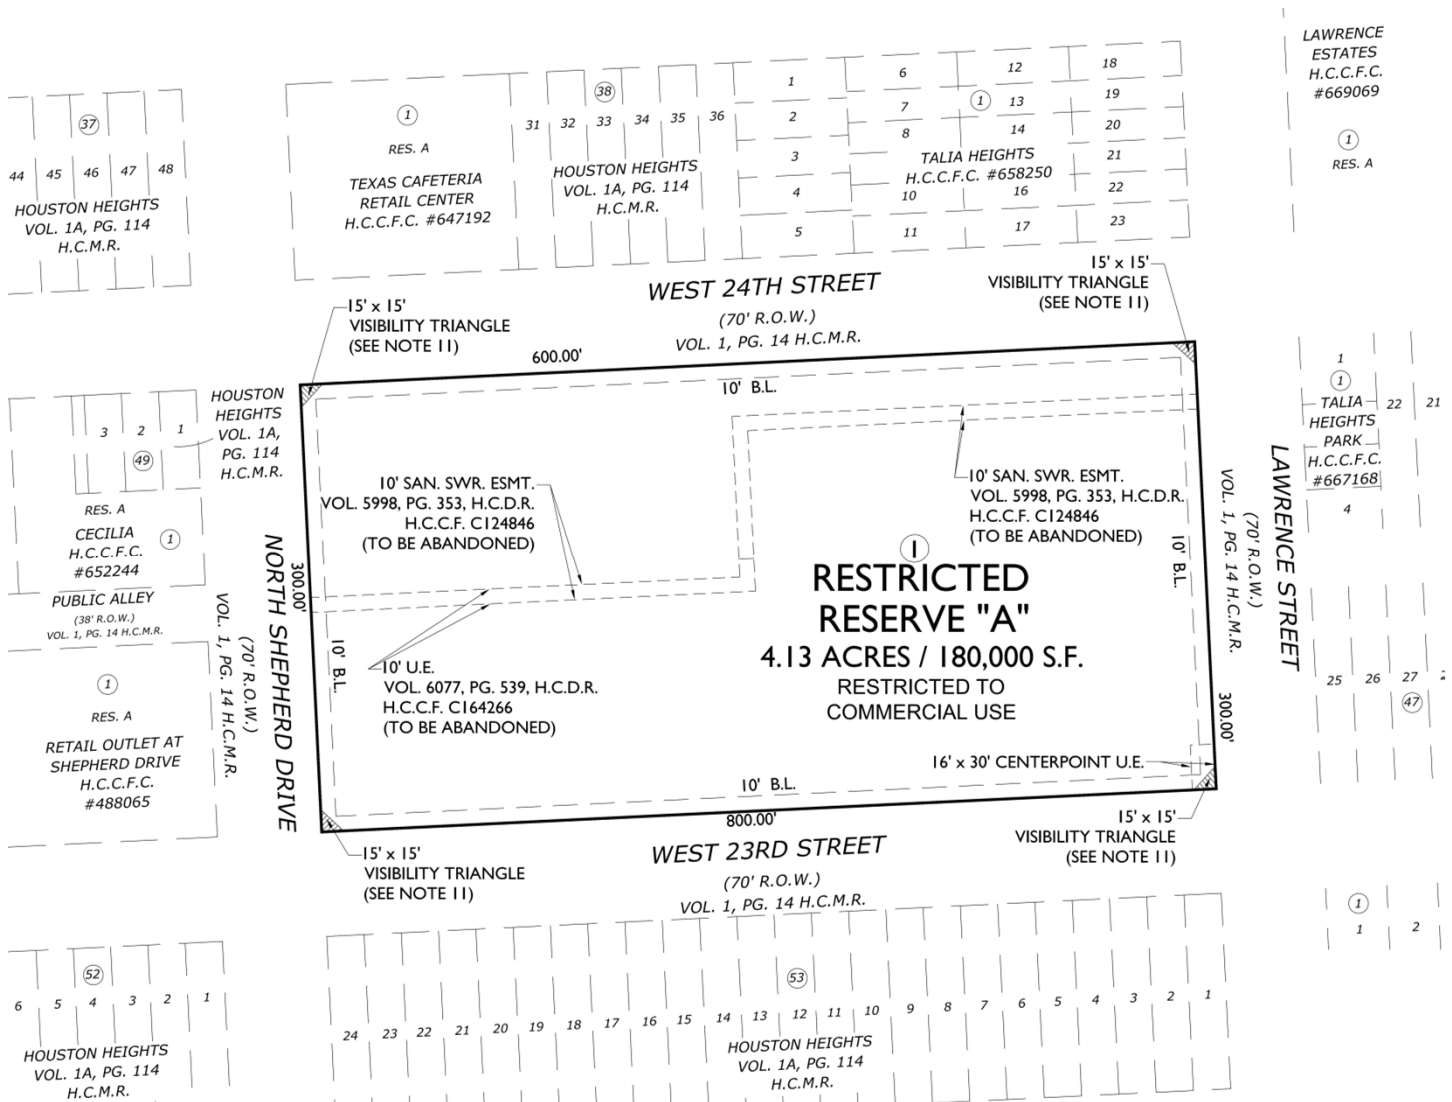 LAWRENCE
ESTATES
H.C.C.F.C.
#669069
1
RES. A
37
44 45 46 47 48
HOUSTON HEIGHTS
VOL. 1A, PG. 114
H.C.M.R.
1
RES. A
TEXAS CAFETERIA
RETAIL CENTER
H.C.C.F.C. #647192
38
31 32 33 34 35 36
HOUSTON HEIGHTS
VOL. 1A, PG. 114
H.C.M.R.
1 6 12 18
2 7 1 13 19
8 14 20
3 21
TALIA HEIGHTS
H.C.C.F.C. #658250
4 10 16 22
5 11 17 23
WEST 24TH STREET
(70' R.O.W.)
VOL. 1, PG. 14 H.C.M.R.
15' x 15'
VISIBILITY TRIANGLE
(SEE NOTE 11)
15' x 15'
VISIBILITY TRIANGLE
(SEE NOTE 11)
600.00'
10' B.L.
HOUSTON
HEIGHTS
VOL. 1A,
PG. 114
H.C.M.R.
3 2 1
49
RES. A
CECILIA
H.C.C.F.C.
#652244
1
PUBLIC ALLEY
(38' R.O.W.)
VOL. 1, PG. 14 H.C.M.R.
1
RES. A
RETAIL OUTLET AT
SHEPHERD DRIVE
H.C.C.F.C.
#488065
NORTH SHEPHERD DRIVE
(70' R.O.W.)
VOL. 1, PG. 14 H.C.M.R.
300.00'
10' B.L.
10' SAN. SWR. ESMT.
VOL. 5998, PG. 353, H.C.D.R.
H.C.C.F. C124846
(TO BE ABANDONED)
10' SAN. SWR. ESMT.
VOL. 5998, PG. 353, H.C.D.R.
H.C.C.F. C124846
(TO BE ABANDONED)
10' U.E.
VOL. 6077, PG. 539, H.C.D.R.
H.C.C.F. C164266
(TO BE ABANDONED)
1
RESTRICTED
RESERVE "A"
4.13 ACRES / 180,000 S.F.
RESTRICTED TO
COMMERCIAL USE
16' x 30' CENTERPOINT U.E.
10' B.L.
10' B.L.
300.00'
VOL. 1, PG. 14 H.C.M.R.
(70' R.O.W.)
LAWRENCE STREET
1
1
TALIA
HEIGHTS
PARK
H.C.C.F.C.
#667168
4
22 21
25 26 27
47
800.00'
WEST 23RD STREET
(70' R.O.W.)
VOL. 1, PG. 14 H.C.M.R.
15' x 15'
VISIBILITY TRIANGLE
(SEE NOTE 11)
15' x 15'
VISIBILITY TRIANGLE
(SEE NOTE 11)
1
1 2
52
6 5 4 3 2 1
HOUSTON HEIGHTS
VOL. 1A, PG. 114
H.C.M.R.
53
24 23 22 21 20 19 18 17 16 15 14 13 12 11 10 9 8 7 6 5 4 3 2 1
HOUSTON HEIGHTS
VOL. 1A, PG. 114
H.C.M.R.